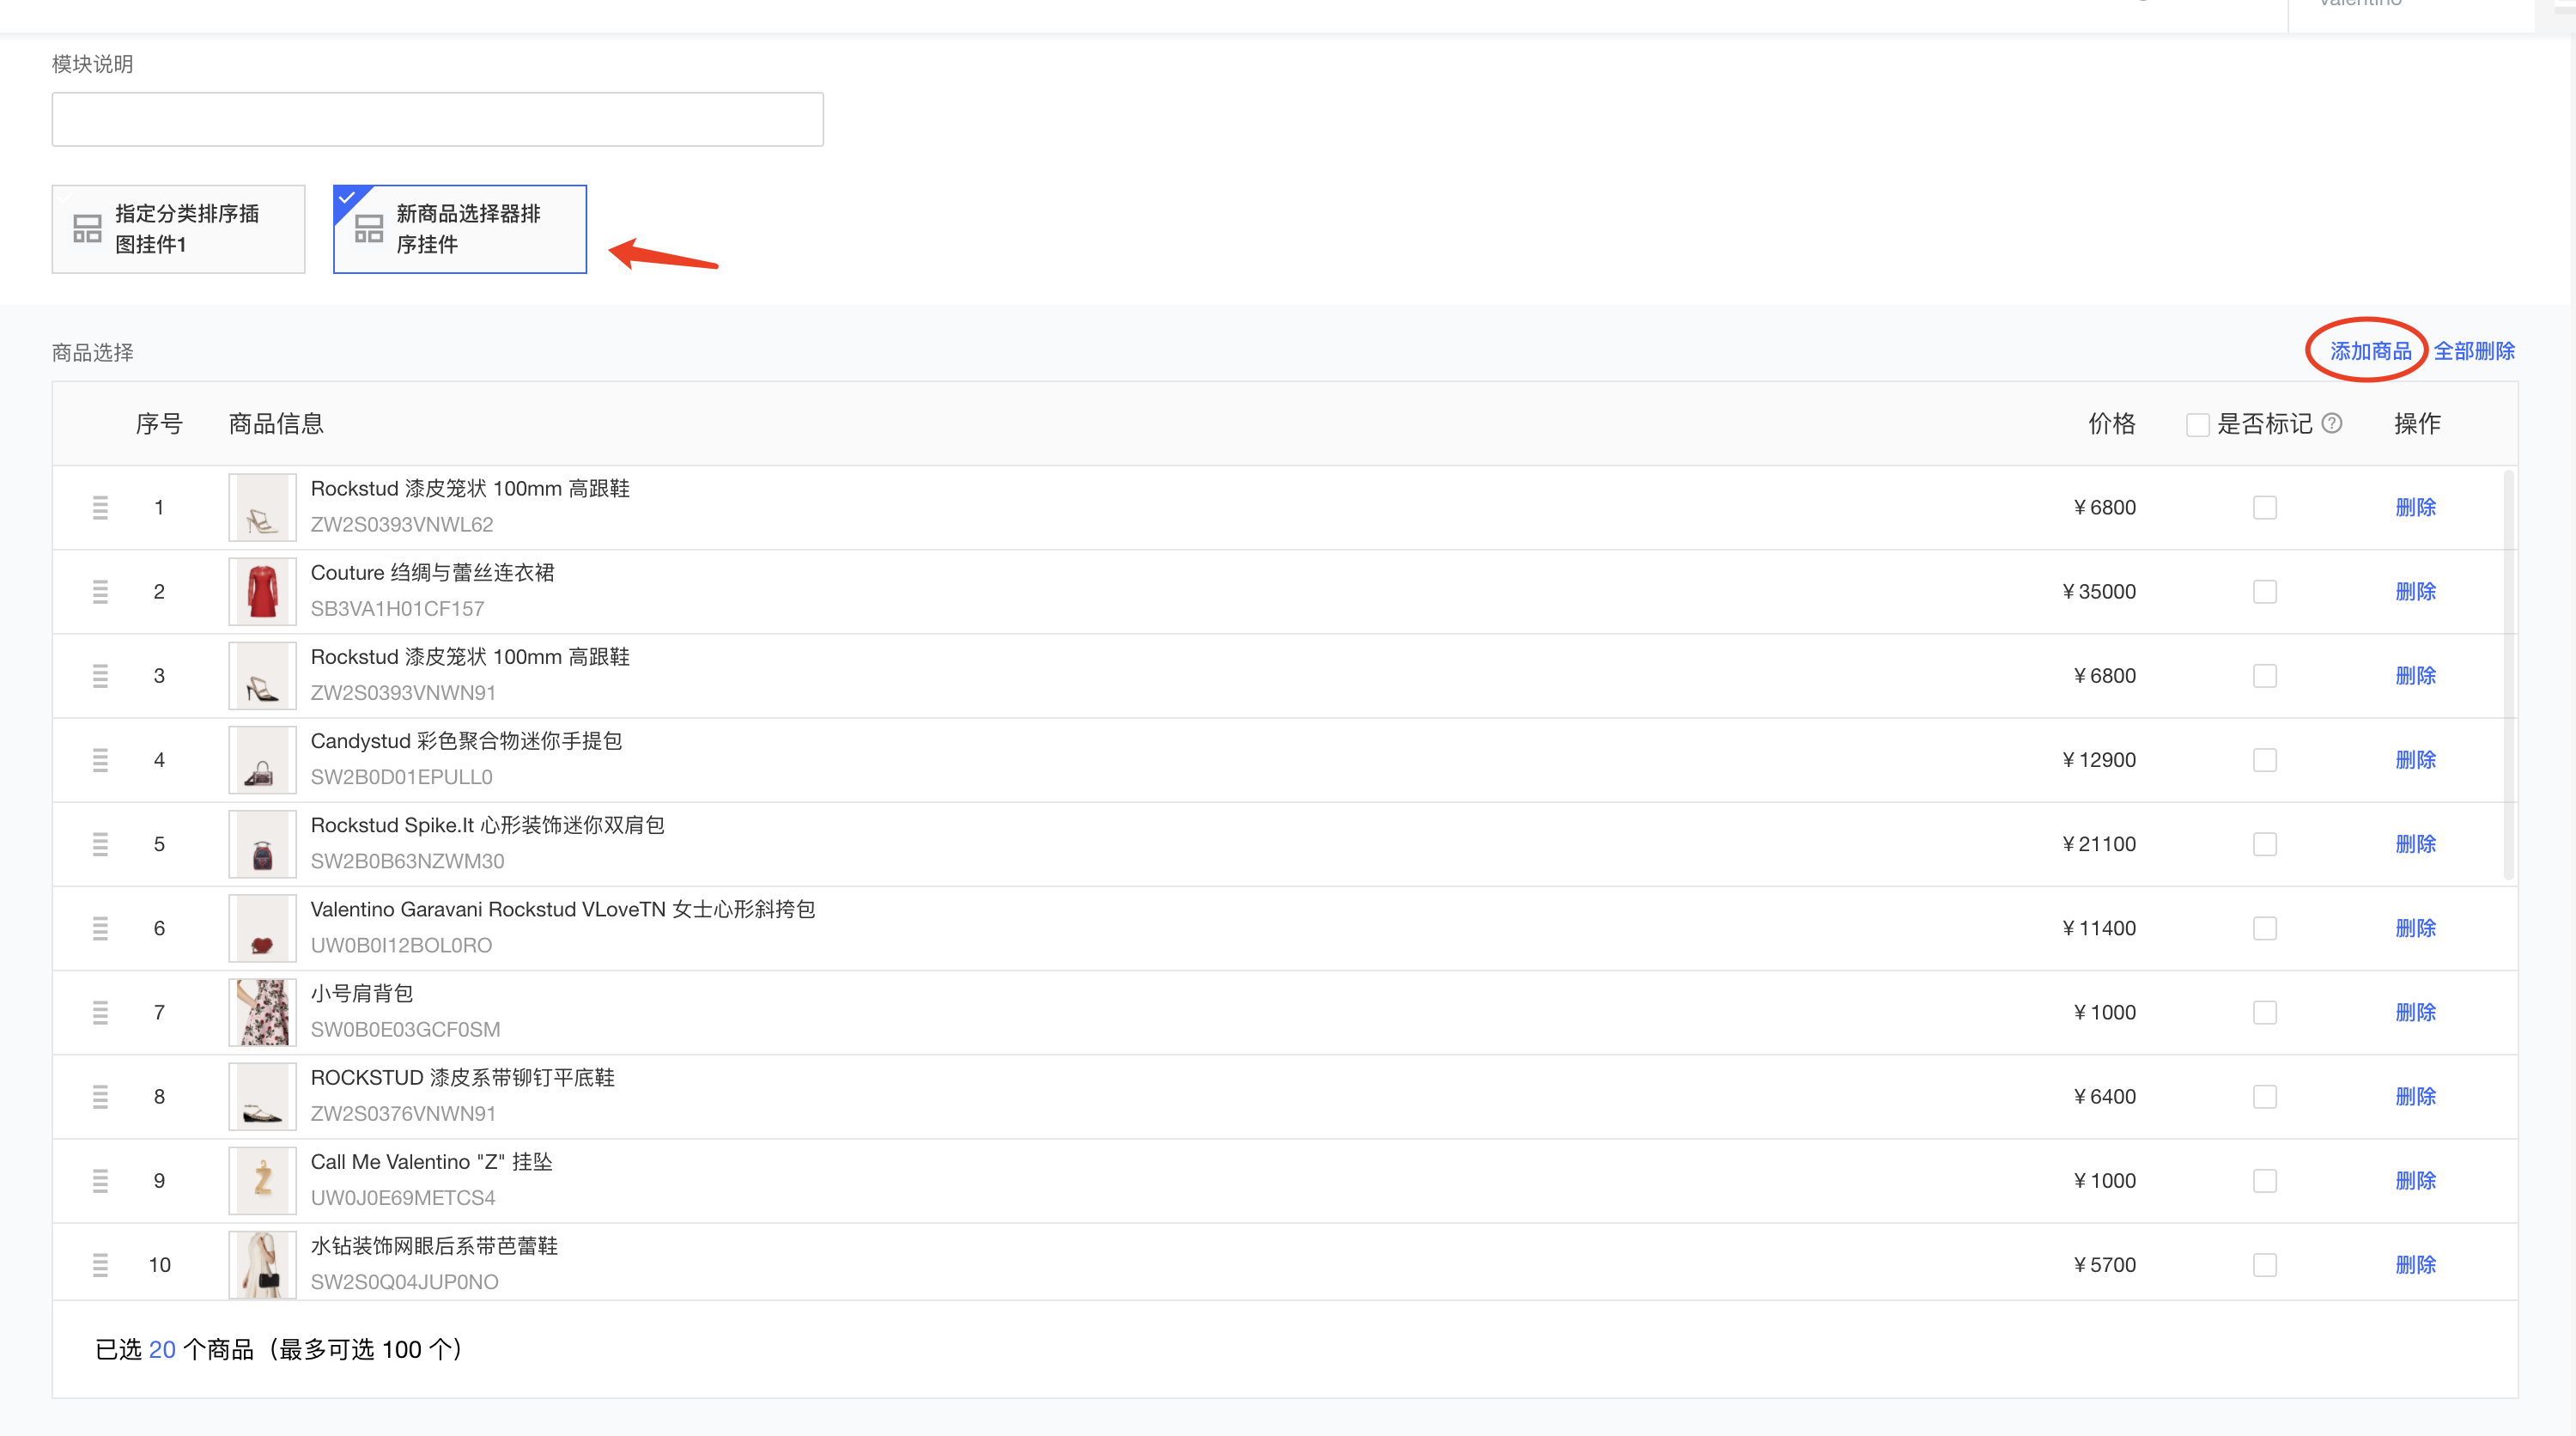 模块说明
指定分类排序插
图挂件1
新商品选择器排
序挂件
商品选择
添加商品 全部删除
序号 商品信息 价格 是否标记 ? 操作
1 Rockstud 漆皮笼状 100mm 高跟鞋 ¥ 6800 删除
ZW2S0393VNWL62
2 Couture 绉绸与蕾丝连衣裙 ¥ 35000 删除
SB3VA1H01CF157
3 Rockstud 漆皮笼状 100mm 高跟鞋 ¥ 6800 删除
ZW2S0393VNWN91
4 Candystud 彩色聚合物迷你手提包 ¥ 12900 删除
SW2B0D01EPULL0
5 Rockstud Spike.It 心形装饰迷你双肩包 ¥ 21100 删除
SW2B0B63NZWM30
6 Valentino Garavani Rockstud VLoveTN 女士心形斜挎包 ¥ 11400 删除
UW0B0I12BOL0RO
7 小号肩背包 ¥ 1000 删除
SW0B0E03GCF0SM
8 ROCKSTUD 漆皮系带铆钉平底鞋 ¥ 6400 删除
ZW2S0376VNWN91
9 Call Me Valentino "Z" 挂坠 ¥ 1000 删除
UW0J0E69METCS4
10 水钻装饰网眼后系带芭蕾鞋 ¥ 5700 删除
SW2S0Q04JUP0NO
已选 20 个商品（最多可选 100 个）